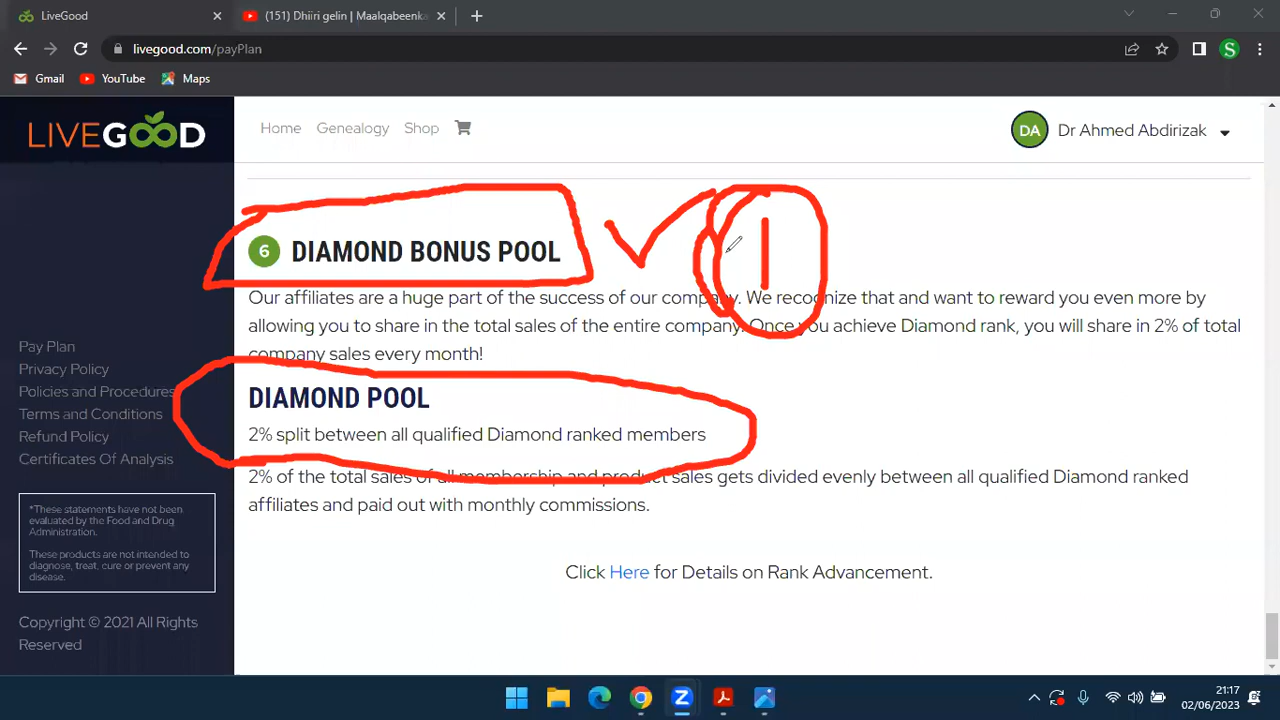 LiveGood
(151) Dhiiri gelin | Maalqabeenka
livegood.com/payPlan
S
Gmail
YouTube
Maps
LIVEGOOD
Home
Genealogy
Shop
DA
Dr Ahmed Abdirizak
6
DIAMOND BONUS POOL
1
Our affiliates are a huge part of the success of our company. We recognize that and want to reward you even more by
allowing you to share in the total sales of the entire company. Once you achieve Diamond rank, you will share in 2% of total
company sales every month!
DIAMOND POOL
2% split between all qualified Diamond ranked members
2% of the total sales of all membership and product sales gets divided evenly between all qualified Diamond ranked
affiliates and paid out with monthly commissions.
Click Here for Details on Rank Advancement.
Pay Plan
Privacy Policy
Policies and Procedures
Terms and Conditions
Refund Policy
Certificates Of Analysis
*These statements have not been
evaluated by the Food and Drug
Administration.
These products are not intended to
diagnose, treat, cure or prevent any
disease.
Copyright © 2021 All Rights
Reserved
21:17
02/06/2023